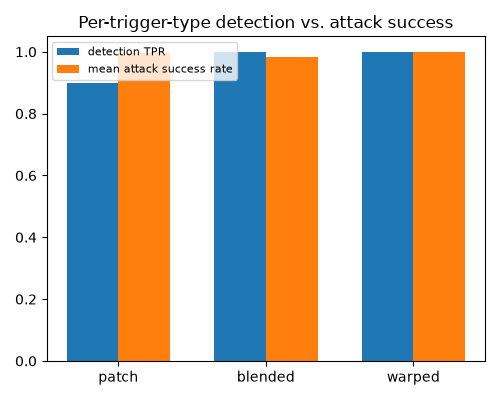 Per-trigger-type detection vs. attack success
detection TPR
mean attack success rate
1.0
0.8
0.6
0.4
0.2
0.0
patch
blended
warped